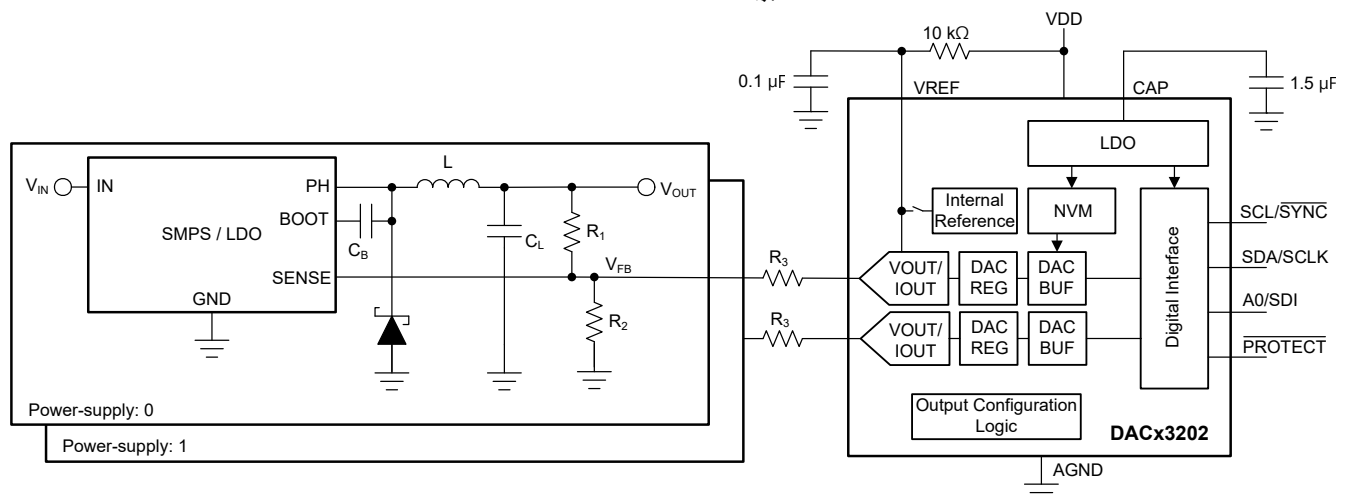 VDD
10 kΩ
0.1 µF
VREF
CAP
1.5 µF
LDO
Internal
Reference
NVM
Digital Interface
SCL/SYNC
SDA/SCLK
A0/SDI
PROTECT
VOUT/
IOUT
DAC
REG
DAC
BUF
VOUT/
IOUT
DAC
REG
DAC
BUF
Output Configuration
Logic
DACx3202
AGND
R3
R3
VIN
IN
PH
BOOT
SMPS / LDO
SENSE
GND
CB
L
CL
R1
VOUT
VFB
R2
Power-supply: 0
Power-supply: 1